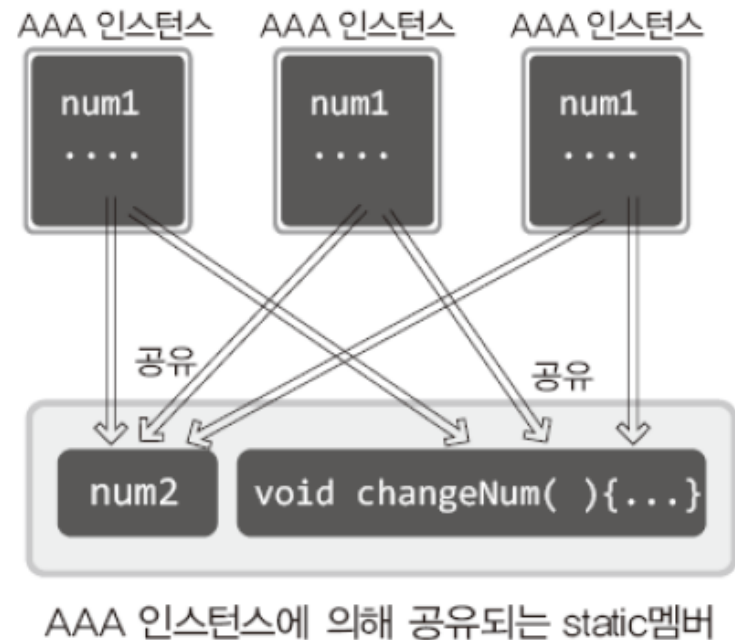 AAA 인스턴스 AAA 인스턴스 AAA 인스턴스
num1 num1 num1
.... .... ....
공유 공유
num2 void changeNum( ){...}
AAA 인스턴스에 의해 공유되는 static멤버